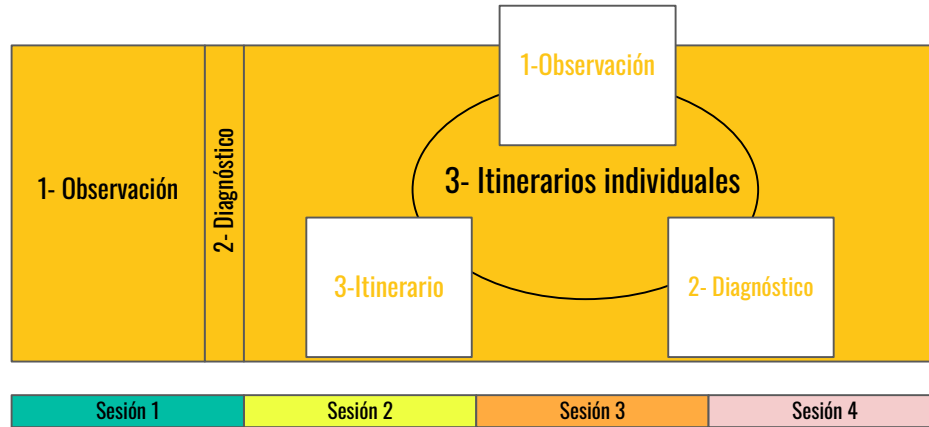 1-Observación
1- Observación
2- Diagnóstico
3- Itinerarios individuales
3-Itinerario
2- Diagnóstico
Sesión 1
Sesión 2
Sesión 3
Sesión 4